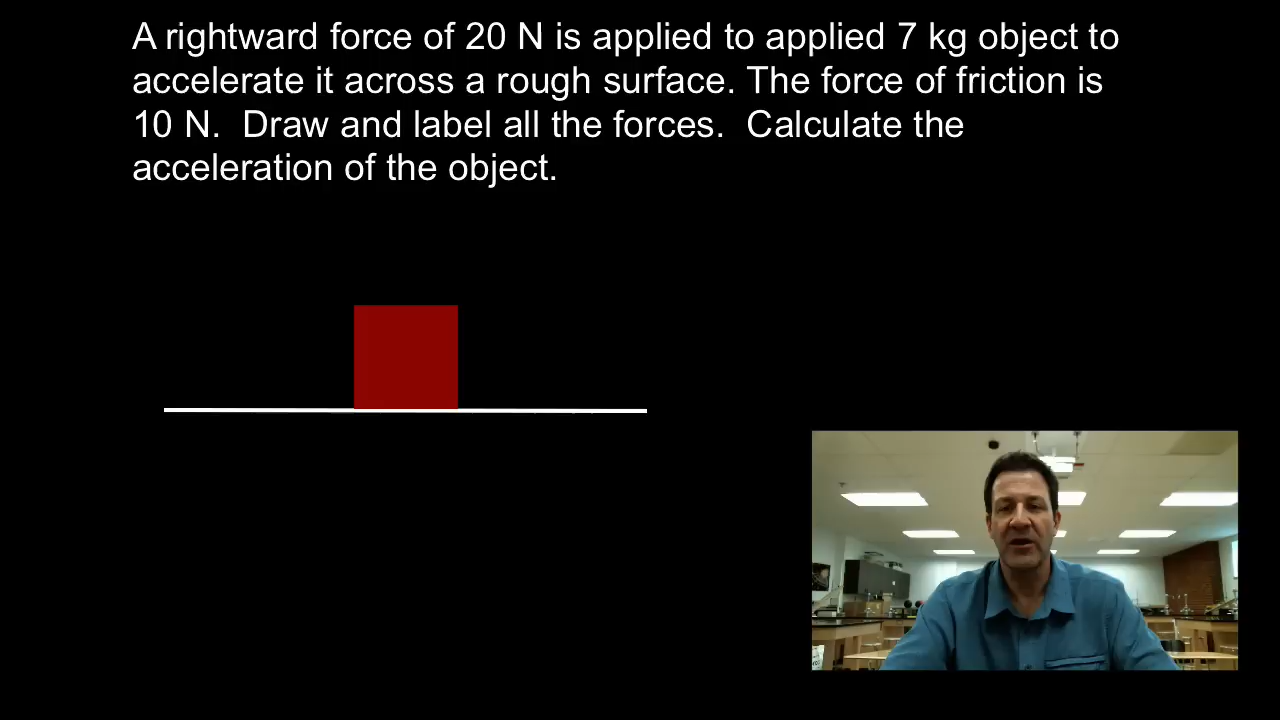 A rightward force of 20 N is applied to applied 7 kg object to
accelerate it across a rough surface. The force of friction is
10 N.  Draw and label all the forces.  Calculate the
acceleration of the object.